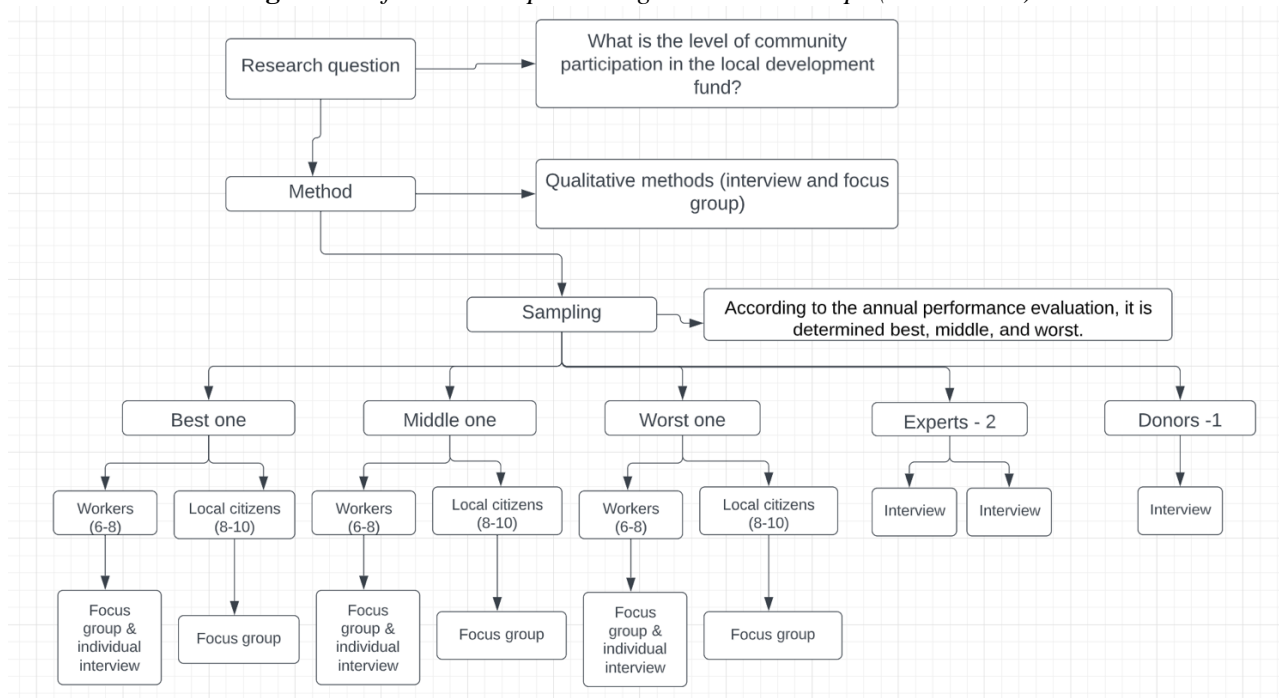 Research question
What is the level of community
participation in the local development
fund?
Method
Qualitative methods (interview and focus
group)
Sampling
According to the annual performance evaluation, it is
determined best, middle, and worst.
Best one
Middle one
Worst one
Experts - 2
Donors -1
Workers
(6-8)
Local citizens
(8-10)
Workers
(6-8)
Local citizens
(8-10)
Workers
(6-8)
Local citizens
(8-10)
Interview
Interview
Interview
Focus
group &
individual
interview
Focus group
Focus
group &
individual
interview
Focus group
Focus
group &
individual
interview
Focus group